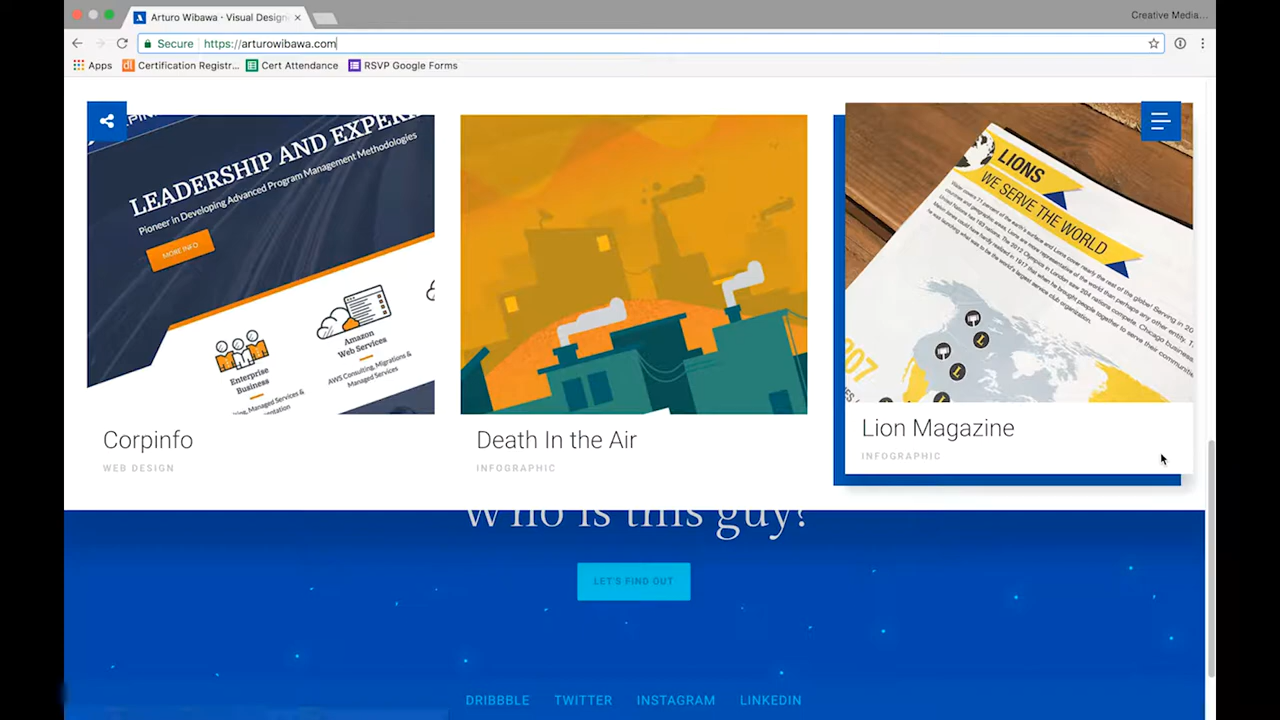 Arturo Wibawa · Visual Design
Creative Media...
Secure https://arturowibawa.com
Apps Certification Registr... Cert Attendance RSVP Google Forms
LEADERSHIP AND
Pioneer in Developing Advanced Program Management Methodologies
MORE INFO
Enterprise
Business
Amazon
Web Services
AWS Consulting, Migrations &
Managed Services
Corpinfo
WEB DESIGN
Death In the Air
INFOGRAPHIC
LIONS
WE SERVE THE WORLD
Lion Magazine
INFOGRAPHIC
Who is this guy?
LET'S FIND OUT
DRIBBBLE TWITTER INSTAGRAM LINKEDIN